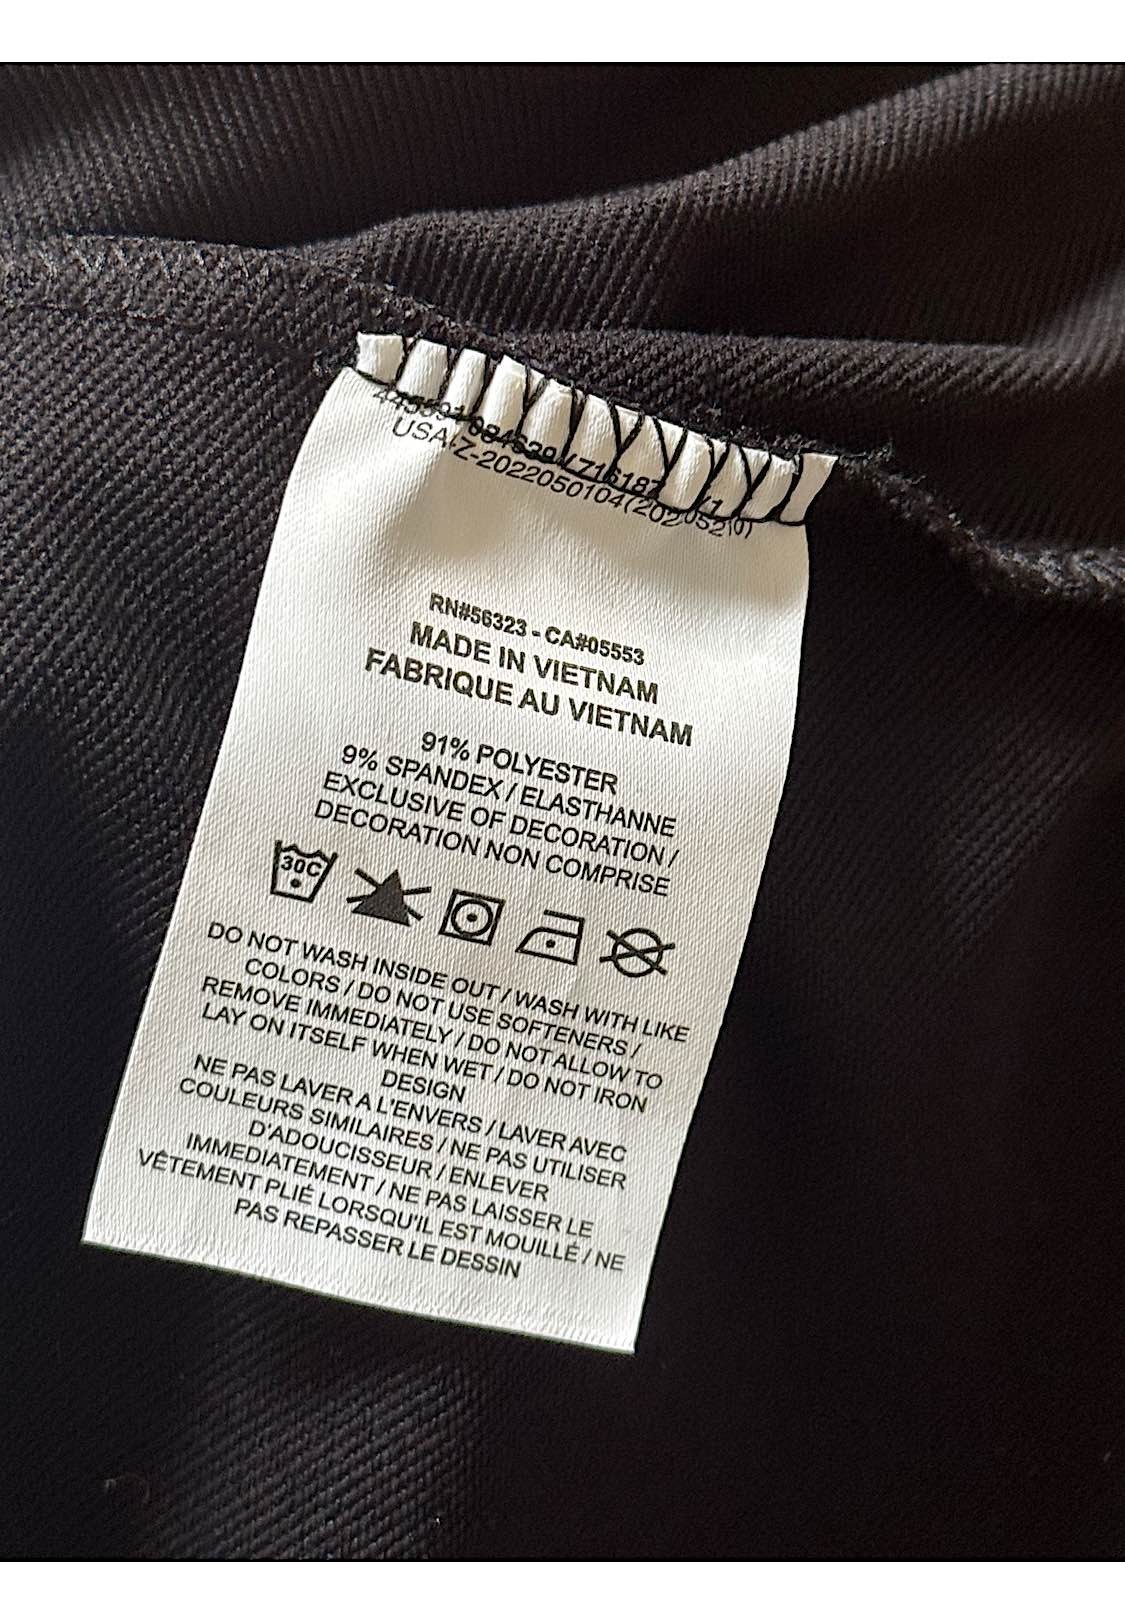 USA-Z-2022050104(20220521(0)
RN#56323 - CA#05553
MADE IN VIETNAM
FABRIQUE AU VIETNAM
91% POLYESTER
9% SPANDEX / ELASTHANNE
EXCLUSIVE OF DECORATION /
DECORATION NON COMPRISE
30C
DO NOT WASH INSIDE OUT / WASH WITH LIKE
COLORS / DO NOT USE SOFTENERS /
REMOVE IMMEDIATELY / DO NOT ALLOW TO
LAY ON ITSELF WHEN WET / DO NOT IRON
DESIGN
NE PAS LAVER A L'ENVERS / LAVER AVEC
COULEURS SIMILAIRES / NE PAS UTILISER
D'ADOUCISSEUR / ENLEVER
IMMEDIATEMENT / NE PAS LAISSER LE
VÊTEMENT PLIÉ LORSQU'IL EST MOUILLÉ / NE
PAS REPASSER LE DESSIN